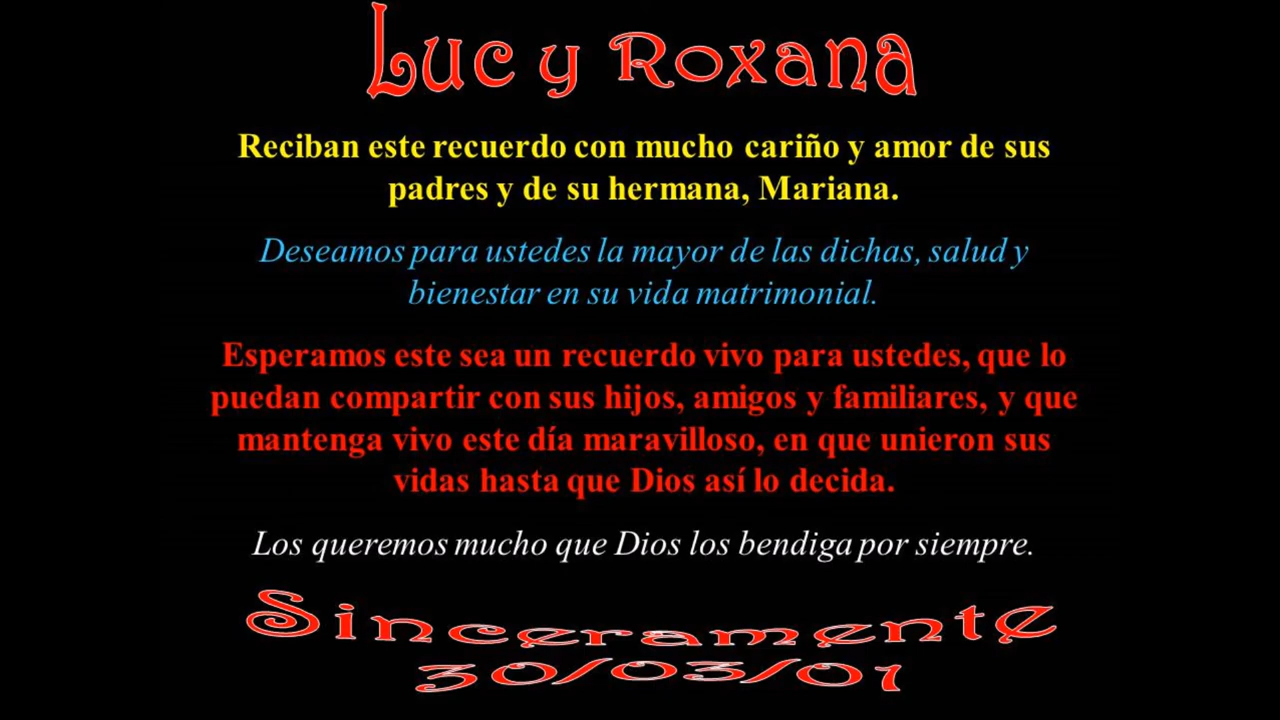 Luc y Roxana
Reciban este recuerdo con mucho cariño y amor de sus
padres y de su hermana, Mariana.
Deseamos para ustedes la mayor de las dichas, salud y
bienestar en su vida matrimonial.
Esperamos este sea un recuerdo vivo para ustedes, que lo
puedan compartir con sus hijos, amigos y familiares, y que
mantenga vivo este día maravilloso, en que unieron sus
vidas hasta que Dios así lo decida.
Los queremos mucho que Dios los bendiga por siempre.
Sinceramente
30/03/01